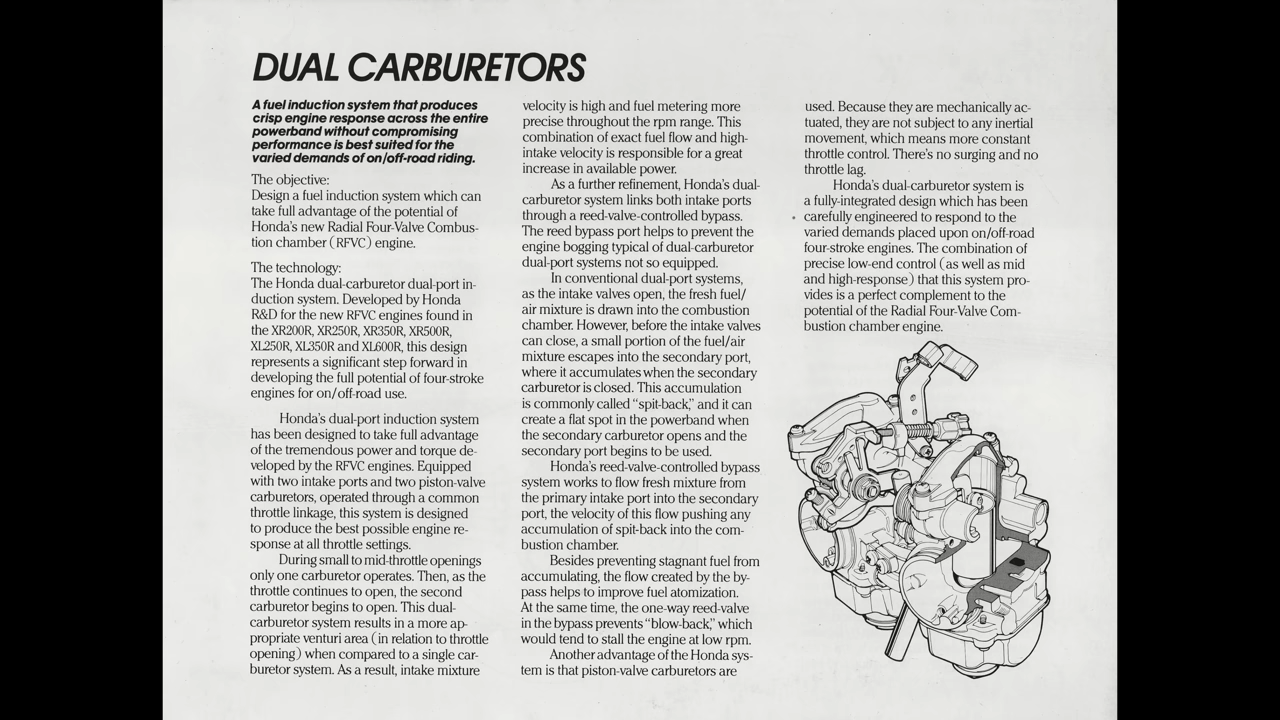 DUAL CARBURETORS
A fuel induction system that produces
crisp engine response across the entire
powerband without compromising
performance is best suited for the
varied demands of on/off-road riding.
The objective:
Design a fuel induction system which can
take full advantage of the potential of
Honda's new Radial Four-Valve Combus-
tion chamber (RFVC) engine.
The technology:
The Honda dual-carburetor dual-port in-
duction system. Developed by Honda
R&D for the new RFVC engines found in
the XR200R, XR250R, XR350R, XR500R,
XL250R, XL350R and XL600R, this design
represents a significant step forward in
developing the full potential of four-stroke
engines for on/off-road use.
Honda's dual-port induction system
has been designed to take full advantage
of the tremendous power and torque de-
veloped by the RFVC engines. Equipped
with two intake ports and two piston-valve
carburetors, operated through a common
throttle linkage, this system is designed
to produce the best possible engine re-
sponse at all throttle settings.
During small to mid-throttle openings
only one carburetor operates. Then, as the
throttle continues to open, the second
carburetor begins to open. This dual-
carburetor system results in a more ap-
propriate venturi area (in relation to throttle
opening) when compared to a single car-
buretor system. As a result, intake mixture
velocity is high and fuel metering more
precise throughout the rpm range. This
combination of exact fuel flow and high-
intake velocity is responsible for a great
increase in available power.
As a further refinement, Honda's dual-
carburetor system links both intake ports
through a reed-valve-controlled bypass.
The reed bypass port helps to prevent the
engine bogging typical of dual-carburetor
dual-port systems not so equipped.
In conventional dual-port systems,
as the intake valves open, the fresh fuel/
air mixture is drawn into the combustion
chamber. However, before the intake valves
can close, a small portion of the fuel/air
mixture escapes into the secondary port,
where it accumulates when the secondary
carburetor is closed. This accumulation
is commonly called "spit-back," and it can
create a flat spot in the powerband when
the secondary carburetor opens and the
secondary port begins to be used.
Honda's reed-valve-controlled bypass
system works to flow fresh mixture from
the primary intake port into the secondary
port, the velocity of this flow pushing any
accumulation of spit-back into the com-
bustion chamber.
Besides preventing stagnant fuel from
accumulating, the flow created by the by-
pass helps to improve fuel atomization.
At the same time, the one-way reed-valve
in the bypass prevents "blow-back," which
would tend to stall the engine at low rpm.
Another advantage of the Honda sys-
tem is that piston-valve carburetors are
used. Because they are mechanically ac-
tuated, they are not subject to any inertial
movement, which means more constant
throttle control. There's no surging and no
throttle lag.
Honda's dual-carburetor system is
a fully-integrated design which has been
carefully engineered to respond to the
varied demands placed upon on/off-road
four-stroke engines. The combination of
precise low-end control (as well as mid
and high-response) that this system pro-
vides is a perfect complement to the
potential of the Radial Four-Valve Com-
bustion chamber engine.